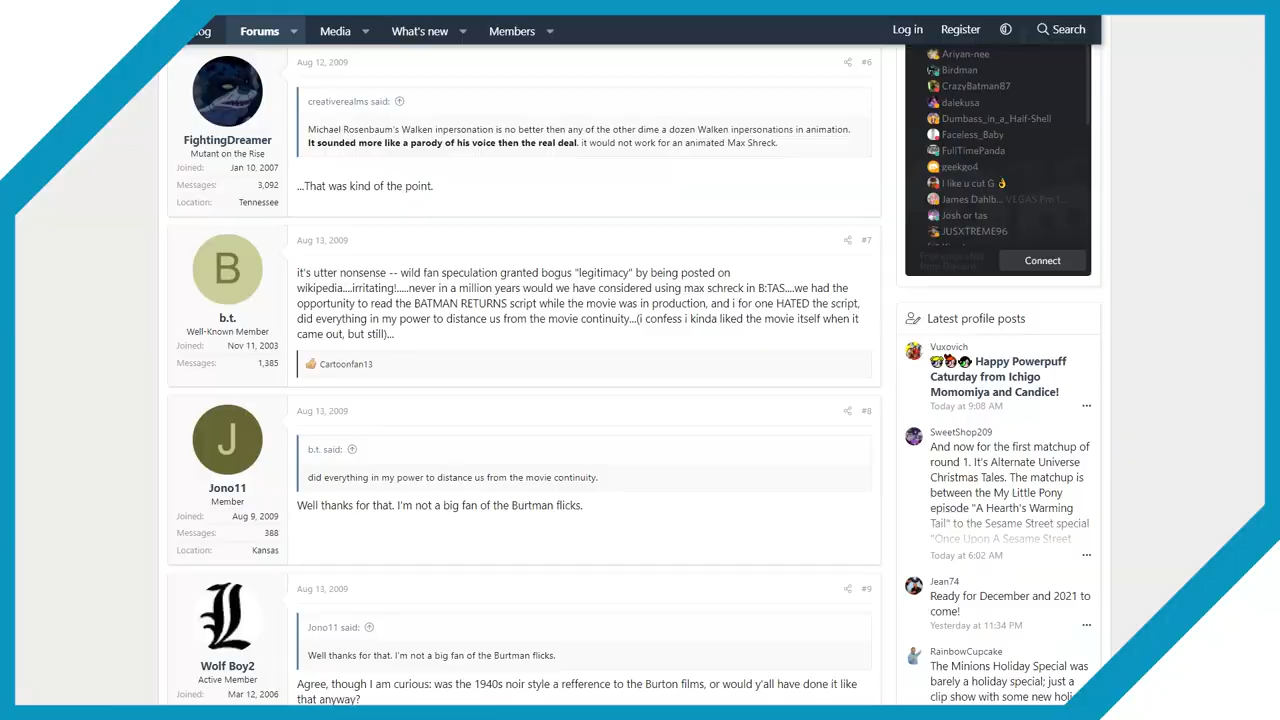 og
Forums
Media
What's new
Members
Log in
Register
Search
FightingDreamer
Mutant on the Rise
Joined: Jan 10, 2007
Messages: 3,092
Location: Tennessee
Aug 12, 2009
#6
creativerealms said:
Michael Rosenbaum's Walken inpersonation is no better then any of the other dime a dozen Walken inpersonations in animation.
It sounded more like a parody of his voice then the real deal. it would not work for an animated Max Shreck.
...That was kind of the point.
B
b.t.
Well-Known Member
Joined: Nov 11, 2003
Messages: 1,385
Aug 13, 2009
#7
it's utter nonsense -- wild fan speculation granted bogus "legitimacy" by being posted on
wikipedia....irritating!.....never in a million years would we have considered using max schreck in B:TAS....we had the
opportunity to read the BATMAN RETURNS script while the movie was in production, and i for one HATED the script,
did everything in my power to distance us from the movie continuity...(i confess i kinda liked the movie itself when it
came out, but still)...
Cartoonfan13
J
Jono11
Member
Joined: Aug 9, 2009
Messages: 388
Location: Kansas
Aug 13, 2009
#8
b.t. said:
did everything in my power to distance us from the movie continuity.
Well thanks for that. I'm not a big fan of the Burtman flicks.
L
Wolf Boy2
Active Member
Joined: Mar 12, 2006
Aug 13, 2009
#9
Jono11 said:
Well thanks for that. I'm not a big fan of the Burtman flicks.
Agree, though I am curious: was the 1940s noir style a refference to the Burton films, or would y'all have done it like
that anyway?
Ariyan-nee
Birdman
CrazyBatman87
dalekusa
Dumbass_in_a_Half-Shell
Faceless_Baby
FullTimePanda
geekgo4
I like u cut G 👌
James Dahlb... VEGAS Pro 1...
Josh or tas
JUSXTREME96
Connect
Latest profile posts
Vuxovich
Happy Powerpuff
Caturday from Ichigo
Momomiya and Candice!
Today at 9:08 AM
SweetShop209
And now for the first matchup of
round 1. It's Alternate Universe
Christmas Tales. The matchup is
between the My Little Pony
episode "A Hearth's Warming
Tail" to the Sesame Street special
"Once Upon A Sesame Street
Today at 6:02 AM
Jean74
Ready for December and 2021 to
come!
Yesterday at 11:34 PM
RainbowCupcake
The Minions Holiday Special was
barely a holiday special; just a
clip show with some new holi